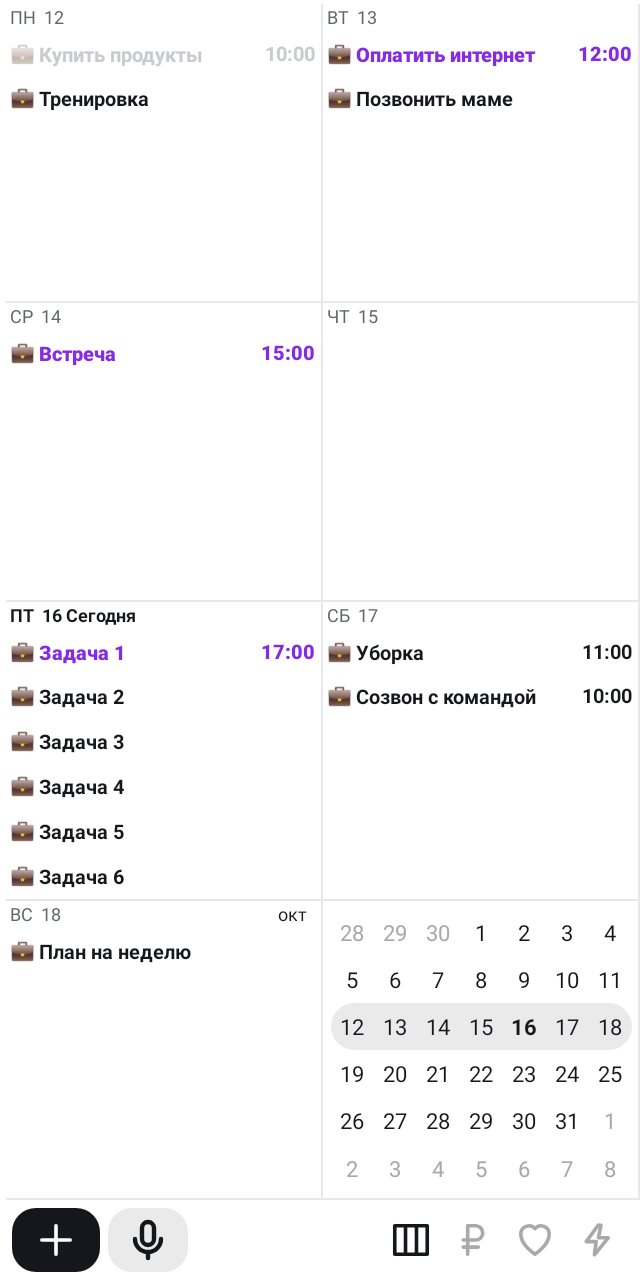 ПН 12
Купить продукты 10:00
Тренировка
ВТ 13
Оплатить интернет 12:00
Позвонить маме
СР 14
Встреча 15:00
ЧТ 15
ПТ 16 Сегодня
Задача 1 17:00
Задача 2
Задача 3
Задача 4
Задача 5
Задача 6
СБ 17
Уборка 11:00
Созвон с командой 10:00
ВС 18 окт
План на неделю
28 29 30 1 2 3 4
5 6 7 8 9 10 11
12 13 14 15 16 17 18
19 20 21 22 23 24 25
26 27 28 29 30 31 1
2 3 4 5 6 7 8
₽